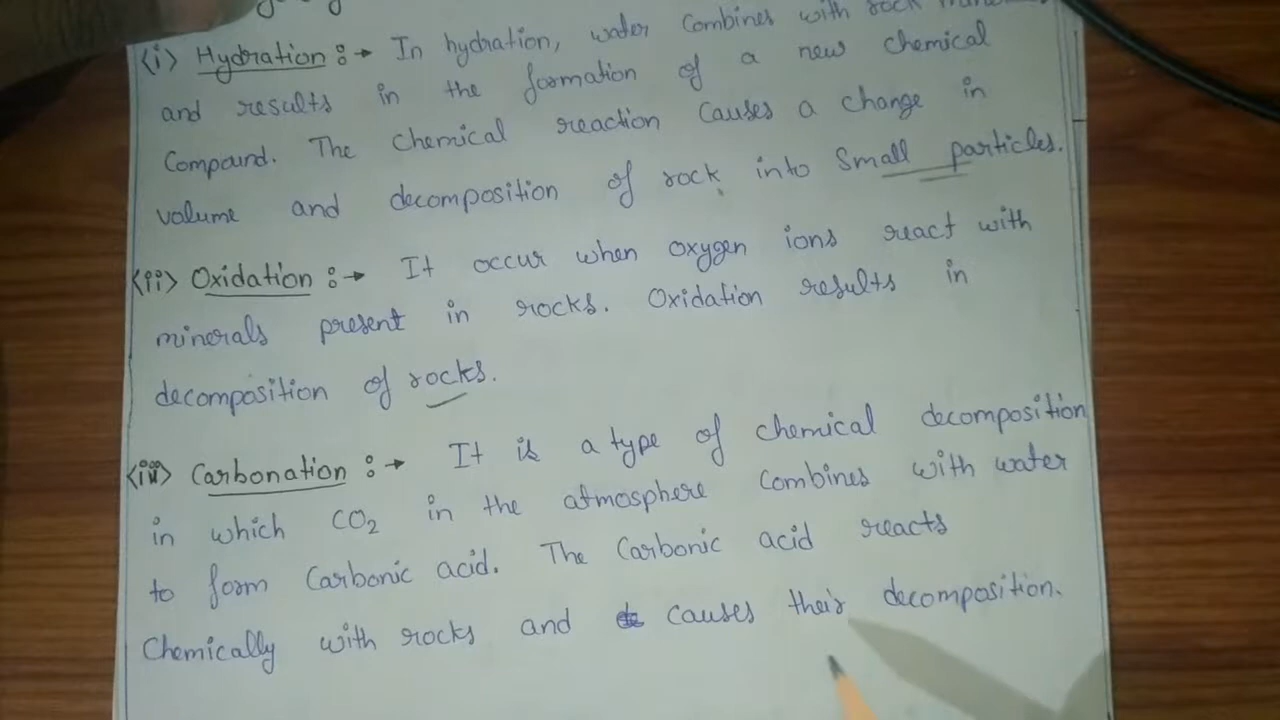 (i) Hydration :→ In hydration, water combines with rock
and results in the formation of a new chemical
Compound. The chemical reaction causes a change in
volume and decomposition of rock into small particles.
(ii) Oxidation :→ It occur when oxygen ions react with
minerals present in rocks. Oxidation results in
decomposition of rocks.
(iii) Carbonation :→ It is a type of chemical decomposition
in which CO₂ in the atmosphere combines with water
to form Carbonic acid. The Carbonic acid reacts
Chemically with rocks and causes their decomposition.